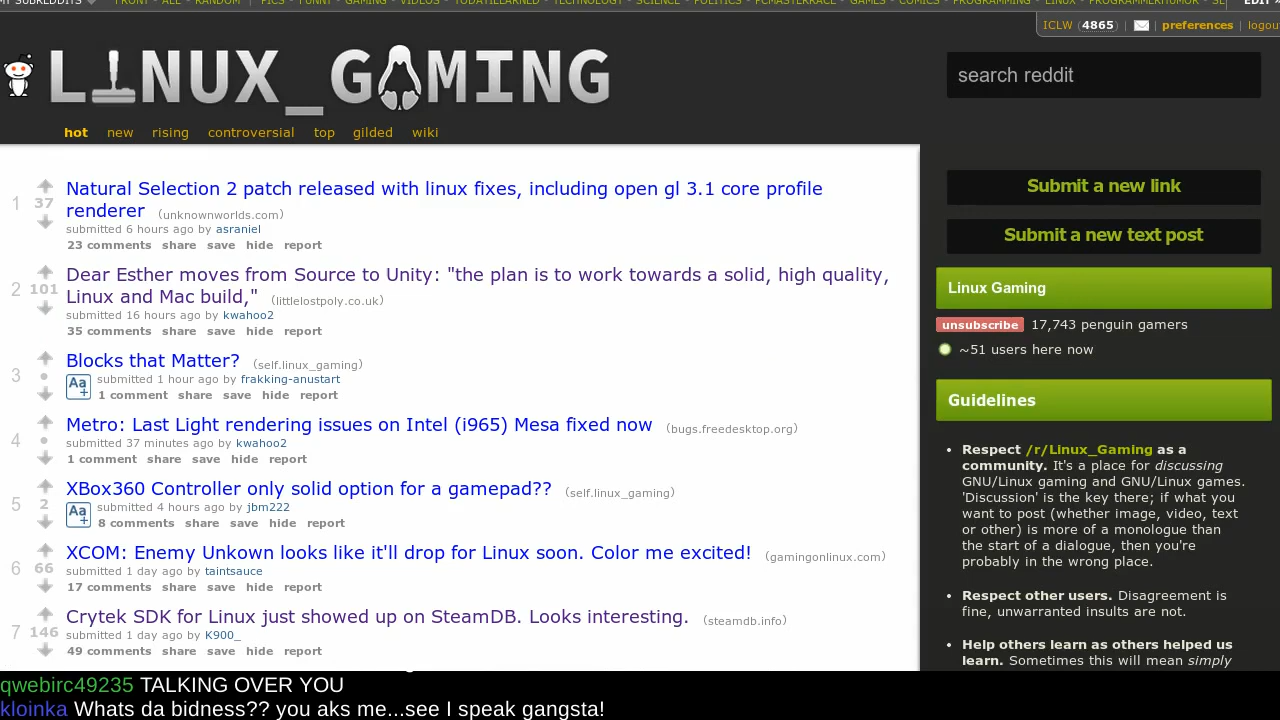 MY SUBREDDITS FRONT - ALL - RANDOM | PICS - FUNNY - GAMING - VIDEOS - TODAYILEARNED - TECHNOLOGY - SCIENCE - POLITICS - PCMASTERRACE - GAMES - COMICS - PROGRAMMING - LINUX - PROGRAMMERHUMOR - EDIT »
ICLW (4865) | preferences | logou
LINUX_GAMING
search reddit
hot new rising controversial top gilded wiki
1 37 Natural Selection 2 patch released with linux fixes, including open gl 3.1 core profile
renderer (unknownworlds.com)
submitted 6 hours ago by asraniel
23 comments share save hide report
2 101 Dear Esther moves from Source to Unity: "the plan is to work towards a solid, high quality,
Linux and Mac build," (littlelostpoly.co.uk)
submitted 16 hours ago by kwahoo2
35 comments share save hide report
3 • Blocks that Matter? (self.linux_gaming)
Aa+ submitted 1 hour ago by frakking-anustart
1 comment share save hide report
4 • Metro: Last Light rendering issues on Intel (i965) Mesa fixed now (bugs.freedesktop.org)
submitted 37 minutes ago by kwahoo2
1 comment share save hide report
5 2 XBox360 Controller only solid option for a gamepad?? (self.linux_gaming)
Aa+ submitted 4 hours ago by jbm222
8 comments share save hide report
6 66 XCOM: Enemy Unkown looks like it'll drop for Linux soon. Color me excited! (gamingonlinux.com)
submitted 1 day ago by taintsauce
17 comments share save hide report
7 146 Crytek SDK for Linux just showed up on SteamDB. Looks interesting. (steamdb.info)
submitted 1 day ago by K900_
49 comments share save hide report
Submit a new link
Submit a new text post
Linux Gaming
unsubscribe 17,743 penguin gamers
~51 users here now
Guidelines
• Respect /r/Linux_Gaming as a
community. It's a place for discussing
GNU/Linux gaming and GNU/Linux games.
'Discussion' is the key there; if what you
want to post (whether image, video, text
or other) is more of a monologue than
the start of a dialogue, then you're
probably in the wrong place.
• Respect other users. Disagreement is
fine, unwarranted insults are not.
• Help others learn as others helped us
learn. Sometimes this will mean simply
qwebirc49235 TALKING OVER YOU
kloinka Whats da bidness?? you aks me...see I speak gangsta!